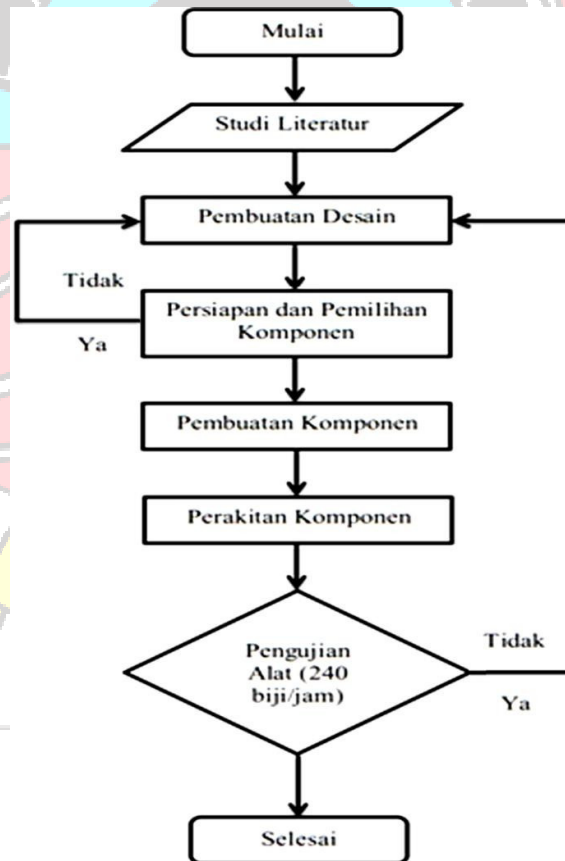 Mulai
Studi Literatur
Pembuatan Desain
Tidak
Persiapan dan Pemilihan
Komponen
Ya
Pembuatan Komponen
Perakitan Komponen
Pengujian
Alat (240
biji/jam)
Tidak
Ya
Selesai